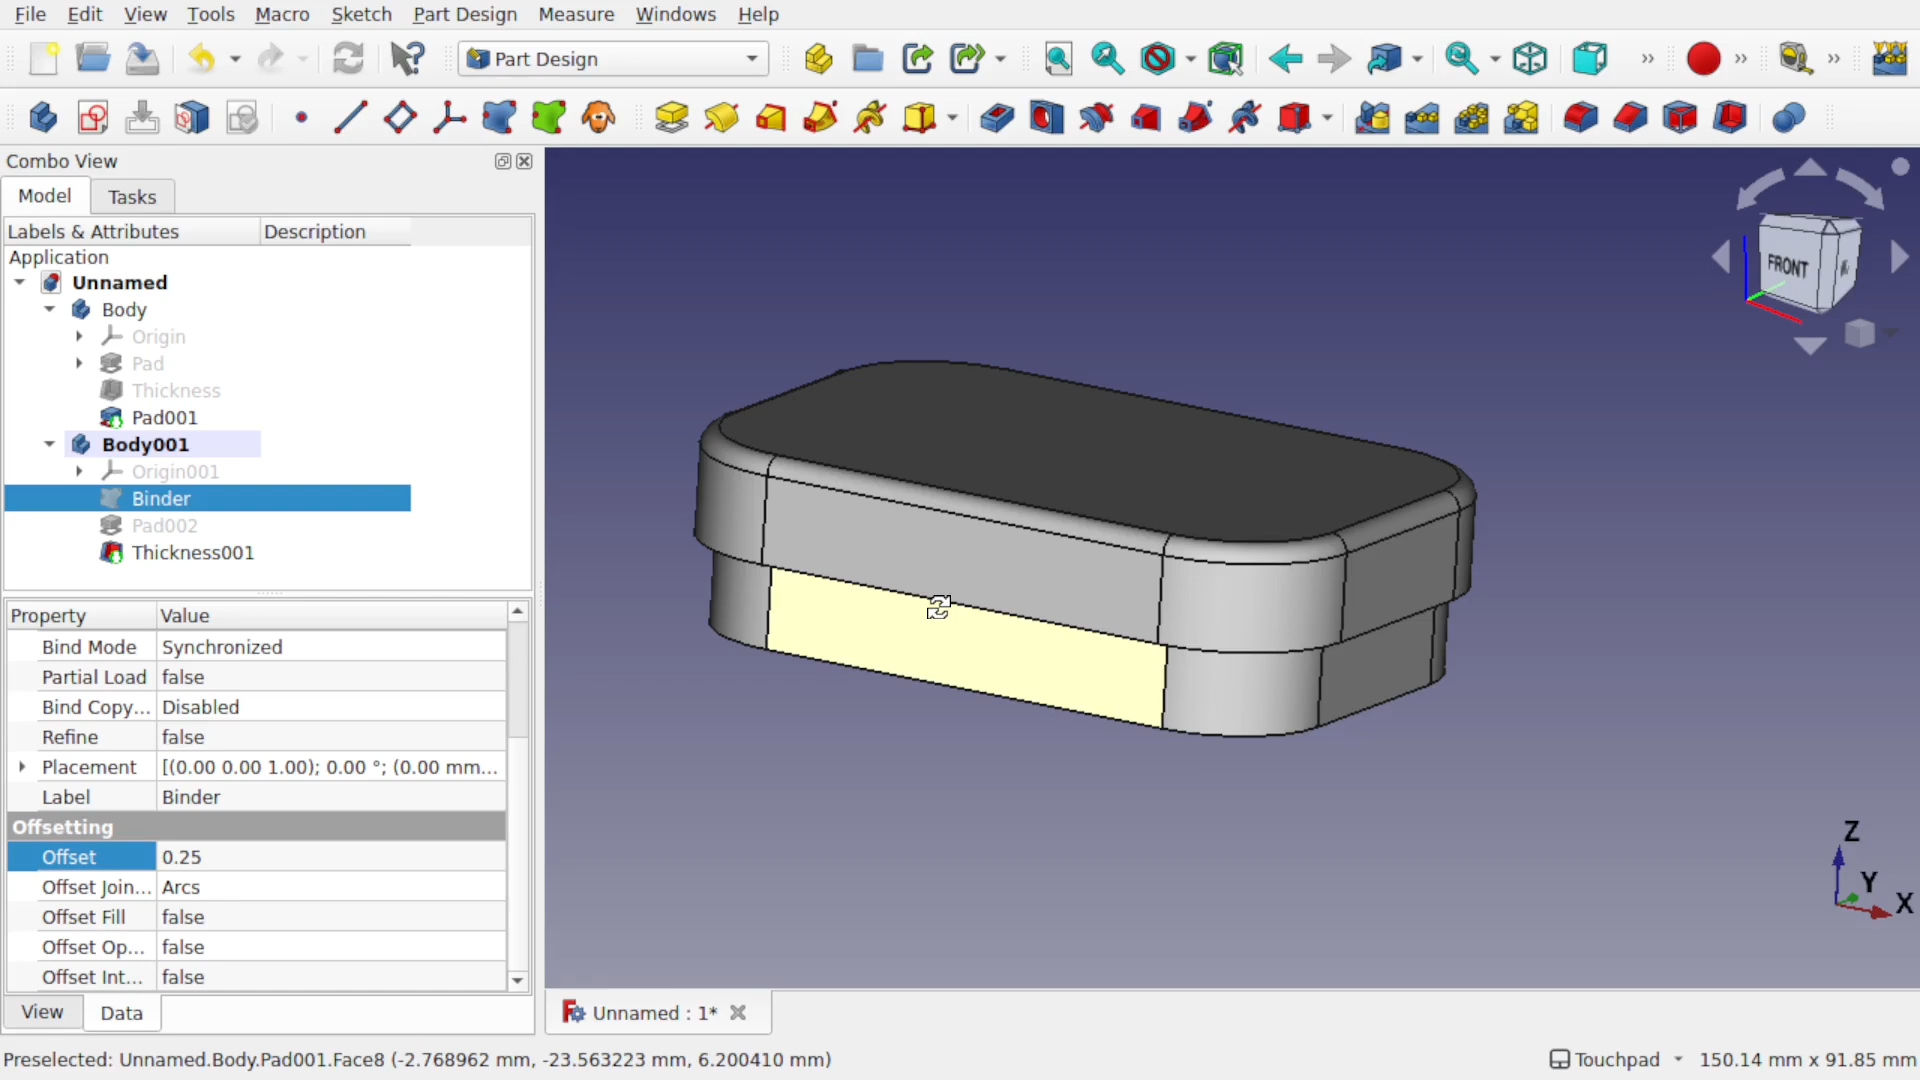 File Edit View Tools Macro Sketch Part Design Measure Windows Help
Part Design
Combo View
Model Tasks
Labels & Attributes Description
Application
Unnamed
Body
Origin
Pad
Thickness
Pad001
Body001
Origin001
Binder
Pad002
Thickness001
Property Value
Bind Mode Synchronized
Partial Load false
Bind Copy... Disabled
Refine false
Placement [(0.00 0.00 1.00); 0.00 °; (0.00 mm...
Label Binder
Offsetting
Offset 0.25
Offset Join... Arcs
Offset Fill false
Offset Op... false
Offset Int... false
View Data
FRONT
Z
Y
X
Unnamed : 1*
Preselected: Unnamed.Body.Pad001.Face8 (-2.768962 mm, -23.563223 mm, 6.200410 mm)
Touchpad 150.14 mm x 91.85 mm